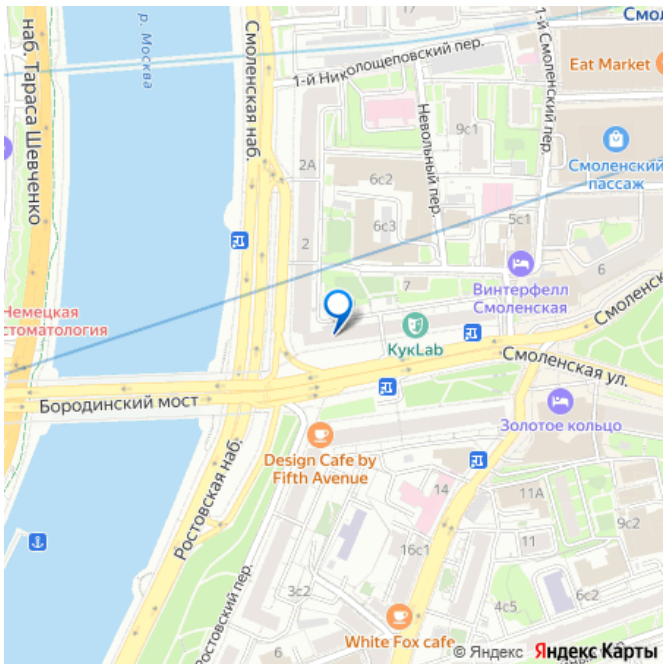 Смол
наб. Тараса Шевченко
р. Москва
Смоленская наб.
1-й Николощеповский пер.
Невольный пер.
1-й Смоленский пер.
Eat Market
9с1
2А
6с2
Смоленский
пассаж
6с3
5с1
2
7
6
Винтерфелл
Смоленская
Немецкая
стоматология
КукLab
Смоленск
Смоленская ул.
Бородинский мост
Золотое кольцо
Design Cafe by
Fifth Avenue
Ростовская наб.
14
11А
9с2
16с1
11
3с2
4с5
Ростовский пер.
White Fox cafe
© Яндекс Яндекс Карты